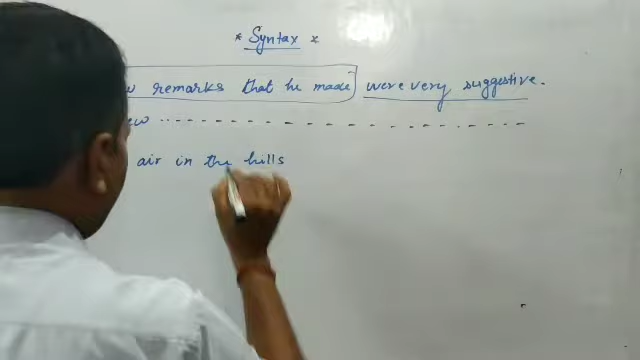 * Syntax x
remarks that he made were very suggestive.
ew - - - - - - - - - - - - - - - - - - - - - - -
air in the hills